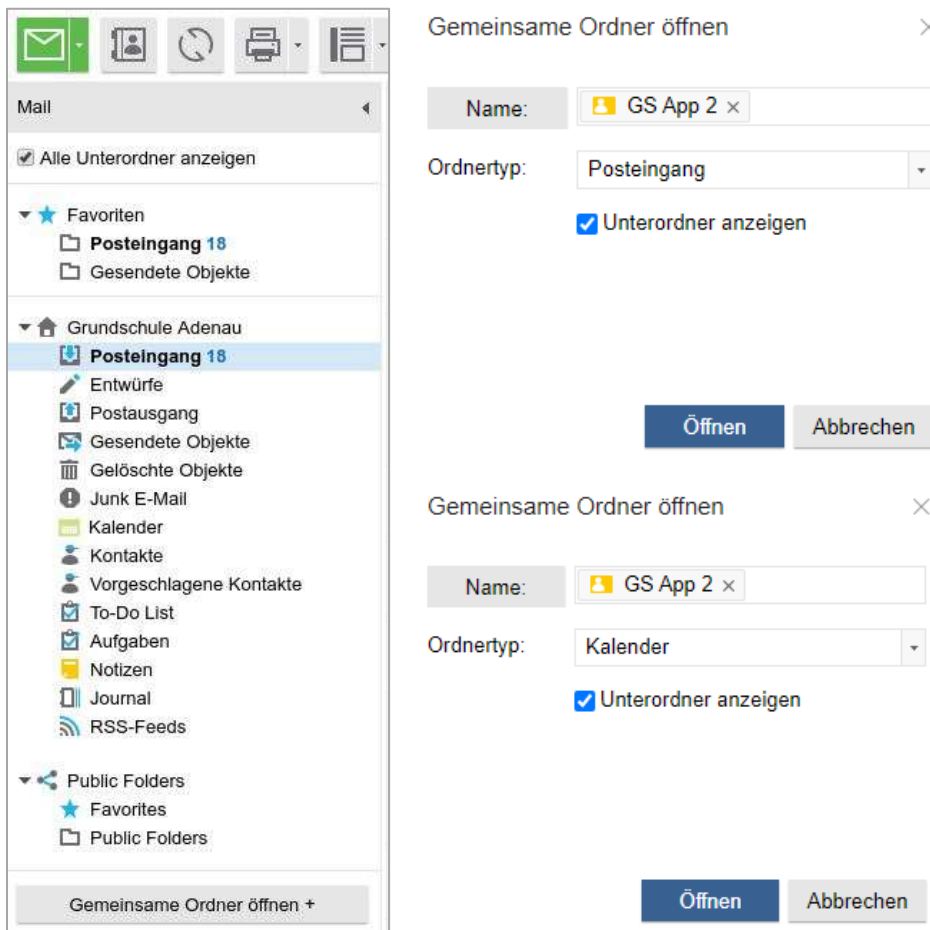 Mail
Alle Unterordner anzeigen
Favoriten
Posteingang 18
Gesendete Objekte
Grundschule Adenau
Posteingang 18
Entwürfe
Postausgang
Gesendete Objekte
Gelöschte Objekte
Junk E-Mail
Kalender
Kontakte
Vorgeschlagene Kontakte
To-Do List
Aufgaben
Notizen
Journal
RSS-Feeds
Public Folders
Favorites
Public Folders
Gemeinsame Ordner öffnen +
Gemeinsame Ordner öffnen
Name: GS App 2 ×
Ordnertyp: Posteingang
Unterordner anzeigen
Öffnen Abbrechen
Gemeinsame Ordner öffnen
Name: GS App 2 ×
Ordnertyp: Kalender
Unterordner anzeigen
Öffnen Abbrechen